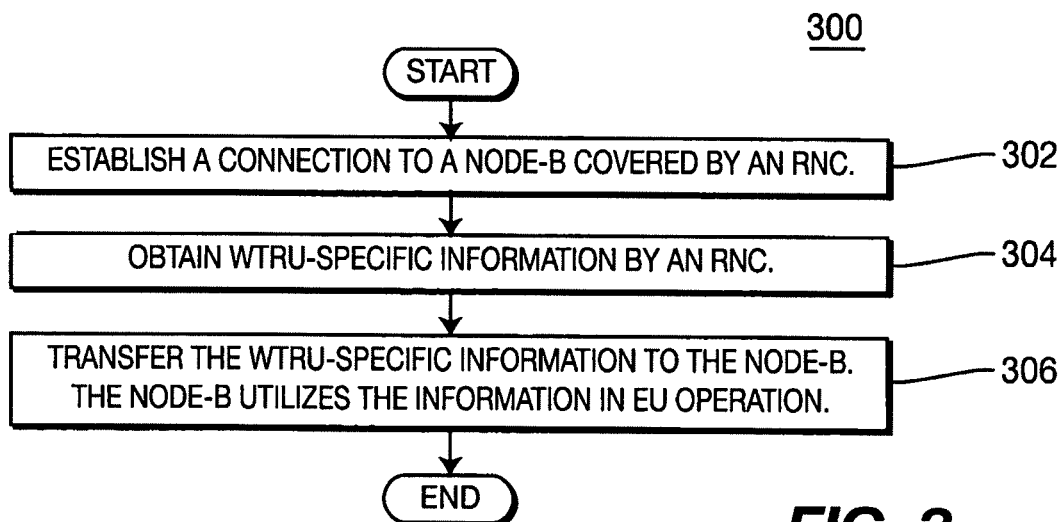 300
START
ESTABLISH A CONNECTION TO A NODE-B COVERED BY AN RNC.
302
OBTAIN WTRU-SPECIFIC INFORMATION BY AN RNC.
304
TRANSFER THE WTRU-SPECIFIC INFORMATION TO THE NODE-B.
THE NODE-B UTILIZES THE INFORMATION IN EU OPERATION.
306
END
FIG.